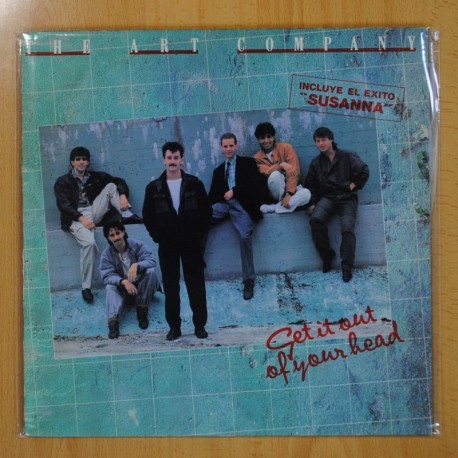 THE ART COMPANY
INCLUYE EL EXITO
"SUSANNA"
Get it out
of your head